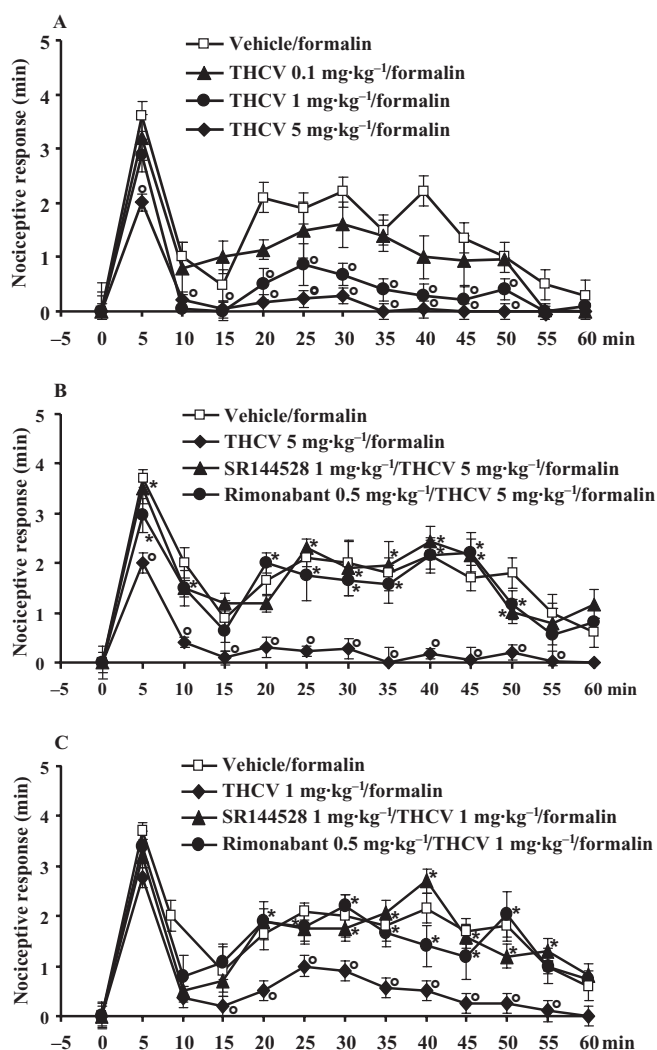 A
Nociceptive response (min)
5
4
3
2
1
0
Vehicle/formalin
THCV 0.1 mg·kg⁻¹/formalin
THCV 1 mg·kg⁻¹/formalin
THCV 5 mg·kg⁻¹/formalin
–5 0 5 10 15 20 25 30 35 40 45 50 55 60 min
B
Nociceptive response (min)
5
4
3
2
1
0
Vehicle/formalin
THCV 5 mg·kg⁻¹/formalin
SR144528 1 mg·kg⁻¹/THCV 5 mg·kg⁻¹/formalin
Rimonabant 0.5 mg·kg⁻¹/THCV 5 mg·kg⁻¹/formalin
–5 0 5 10 15 20 25 30 35 40 45 50 55 60 min
C
Nociceptive response (min)
5
4
3
2
1
0
Vehicle/formalin
THCV 1 mg·kg⁻¹/formalin
SR144528 1 mg·kg⁻¹/THCV 1 mg·kg⁻¹/formalin
Rimonabant 0.5 mg·kg⁻¹/THCV 1 mg·kg⁻¹/formalin
–5 0 5 10 15 20 25 30 35 40 45 50 55 60 min